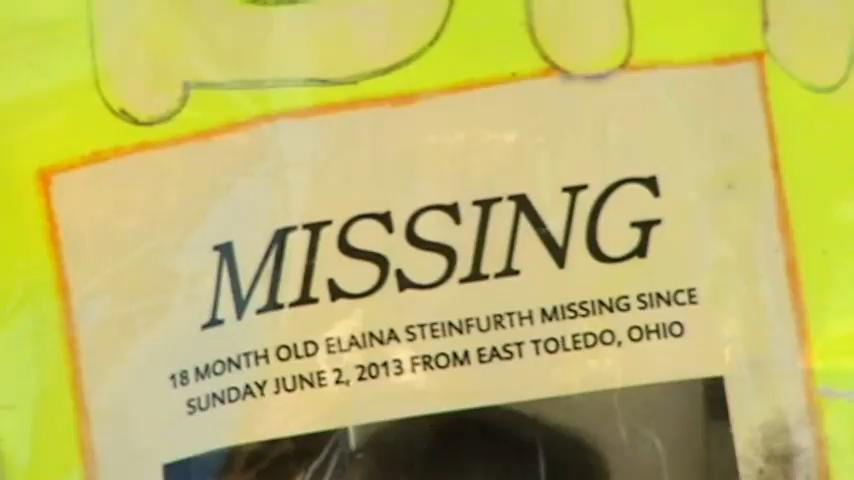 MISSING
18 MONTH OLD ELAINA STEINFURTH MISSING SINCE
SUNDAY JUNE 2, 2013 FROM EAST TOLEDO, OHIO